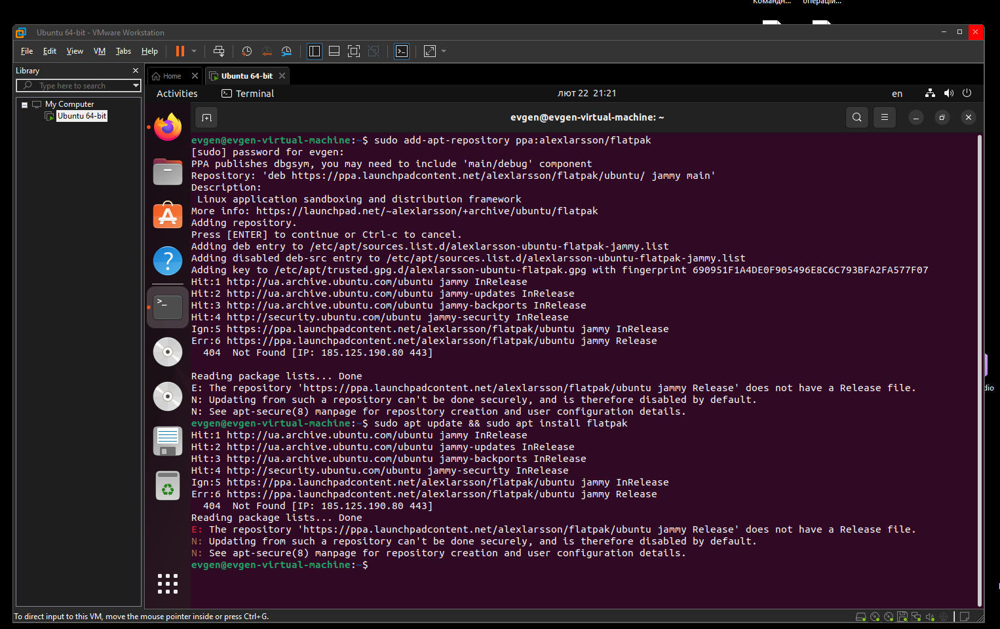 Командн...
операцій...
Ubuntu 64-bit - VMware Workstation
File Edit View VM Tabs Help
Library
Type here to search
My Computer
Ubuntu 64-bit
Home
Ubuntu 64-bit
Activities
Terminal
лют 22 21:21
en
evgen@evgen-virtual-machine: ~
evgen@evgen-virtual-machine:~$ sudo add-apt-repository ppa:alexlarsson/flatpak
[sudo] password for evgen:
PPA publishes dbgsym, you may need to include 'main/debug' component
Repository: 'deb https://ppa.launchpadcontent.net/alexlarsson/flatpak/ubuntu/ jammy main'
Description:
Linux application sandboxing and distribution framework
More info: https://launchpad.net/~alexlarsson/+archive/ubuntu/flatpak
Adding repository.
Press [ENTER] to continue or Ctrl-c to cancel.
Adding deb entry to /etc/apt/sources.list.d/alexlarsson-ubuntu-flatpak-jammy.list
Adding disabled deb-src entry to /etc/apt/sources.list.d/alexlarsson-ubuntu-flatpak-jammy.list
Adding key to /etc/apt/trusted.gpg.d/alexlarsson-ubuntu-flatpak.gpg with fingerprint 690951F1A4DE0F905496E8C6C793BFA2FA577F07
Hit:1 http://ua.archive.ubuntu.com/ubuntu jammy InRelease
Hit:2 http://ua.archive.ubuntu.com/ubuntu jammy-updates InRelease
Hit:3 http://ua.archive.ubuntu.com/ubuntu jammy-backports InRelease
Hit:4 http://security.ubuntu.com/ubuntu jammy-security InRelease
Ign:5 https://ppa.launchpadcontent.net/alexlarsson/flatpak/ubuntu jammy InRelease
Err:6 https://ppa.launchpadcontent.net/alexlarsson/flatpak/ubuntu jammy Release
404 Not Found [IP: 185.125.190.80 443]
Reading package lists... Done
E: The repository 'https://ppa.launchpadcontent.net/alexlarsson/flatpak/ubuntu jammy Release' does not have a Release file.
N: Updating from such a repository can't be done securely, and is therefore disabled by default.
N: See apt-secure(8) manpage for repository creation and user configuration details.
evgen@evgen-virtual-machine:~$ sudo apt update && sudo apt install flatpak
Hit:1 http://ua.archive.ubuntu.com/ubuntu jammy InRelease
Hit:2 http://ua.archive.ubuntu.com/ubuntu jammy-updates InRelease
Hit:3 http://ua.archive.ubuntu.com/ubuntu jammy-backports InRelease
Hit:4 http://security.ubuntu.com/ubuntu jammy-security InRelease
Ign:5 https://ppa.launchpadcontent.net/alexlarsson/flatpak/ubuntu jammy InRelease
Err:6 https://ppa.launchpadcontent.net/alexlarsson/flatpak/ubuntu jammy Release
404 Not Found [IP: 185.125.190.80 443]
Reading package lists... Done
E: The repository 'https://ppa.launchpadcontent.net/alexlarsson/flatpak/ubuntu jammy Release' does not have a Release file.
N: Updating from such a repository can't be done securely, and is therefore disabled by default.
N: See apt-secure(8) manpage for repository creation and user configuration details.
evgen@evgen-virtual-machine:~$
dio
To direct input to this VM, move the mouse pointer inside or press Ctrl+G.